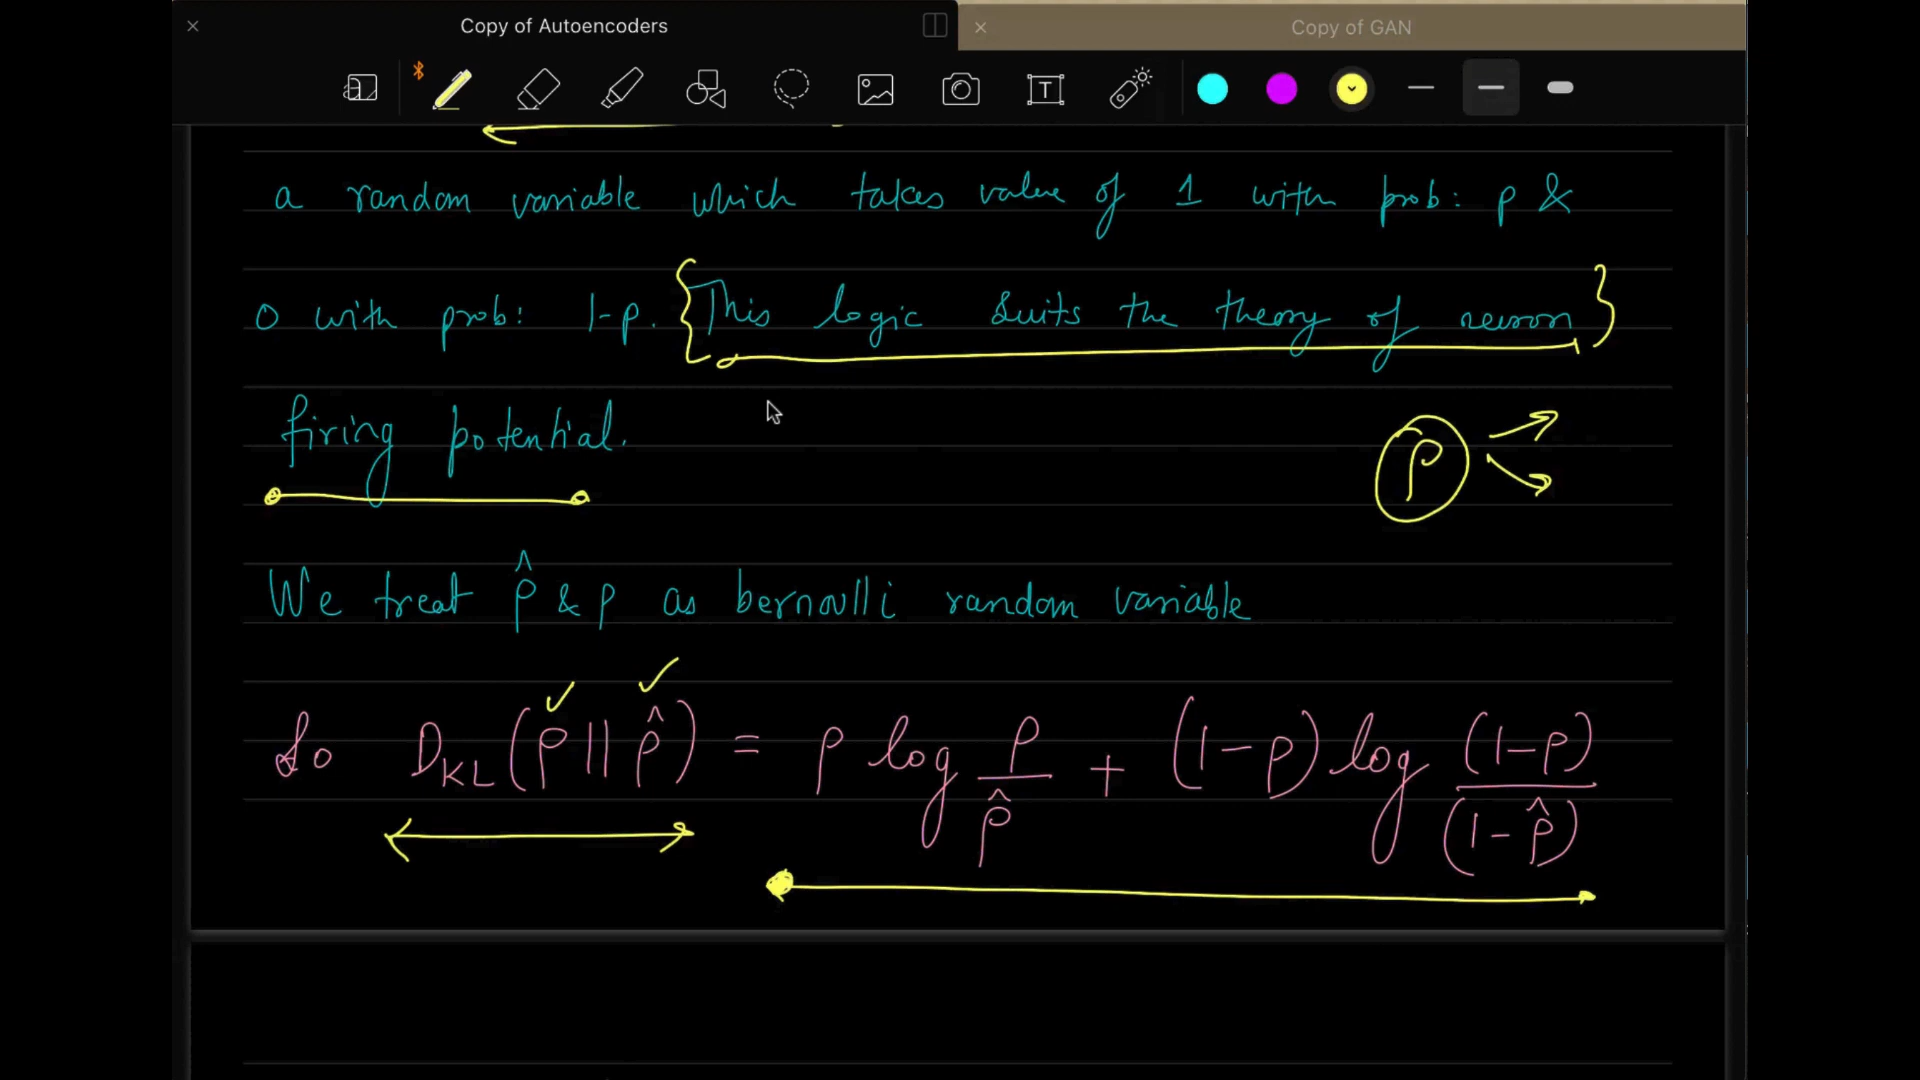 Copy of Autoencoders
Copy of GAN
a random variable which takes value of 1 with prob: p &
0 with prob: 1-p. {This logic suits the theory of neuron}
firing potential.
P
We treat p̂ & p as bernoulli random variable
So D_KL(p || p̂) = p log p/p̂ + (1-p) log (1-p)/(1-p̂)